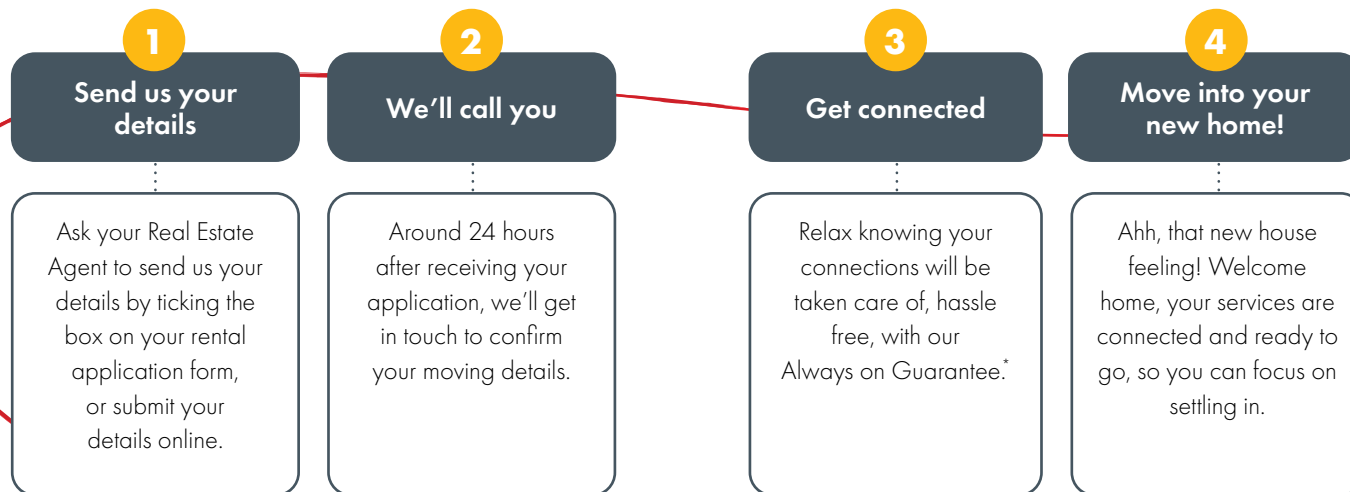 1
Send us your
details
Ask your Real Estate
Agent to send us your
details by ticking the
box on your rental
application form,
or submit your
details online.
2
We’ll call you
Around 24 hours
after receiving your
application, we’ll get
in touch to confirm
your moving details.
3
Get connected
Relax knowing your
connections will be
taken care of, hassle
free, with our
Always on Guarantee.*
4
Move into your
new home!
Ahh, that new house
feeling! Welcome
home, your services are
connected and ready to
go, so you can focus on
settling in.